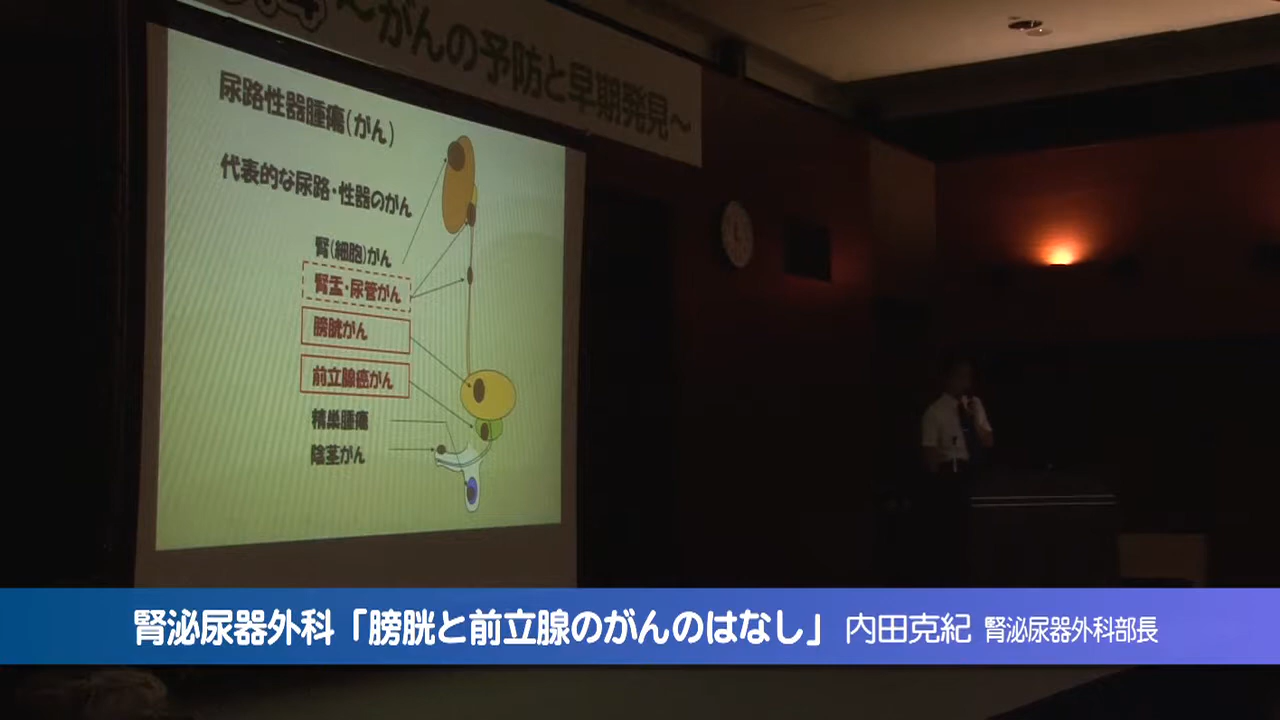 ～がんの予防と早期発見～
尿路性器腫瘍(がん)
代表的な尿路・性器のがん
腎(細胞)がん
腎盂・尿管がん
膀胱がん
前立腺癌がん
精巣腫瘍
陰茎がん
腎泌尿器外科「膀胱と前立腺のがんのはなし」 内田克紀 腎泌尿器外科部長